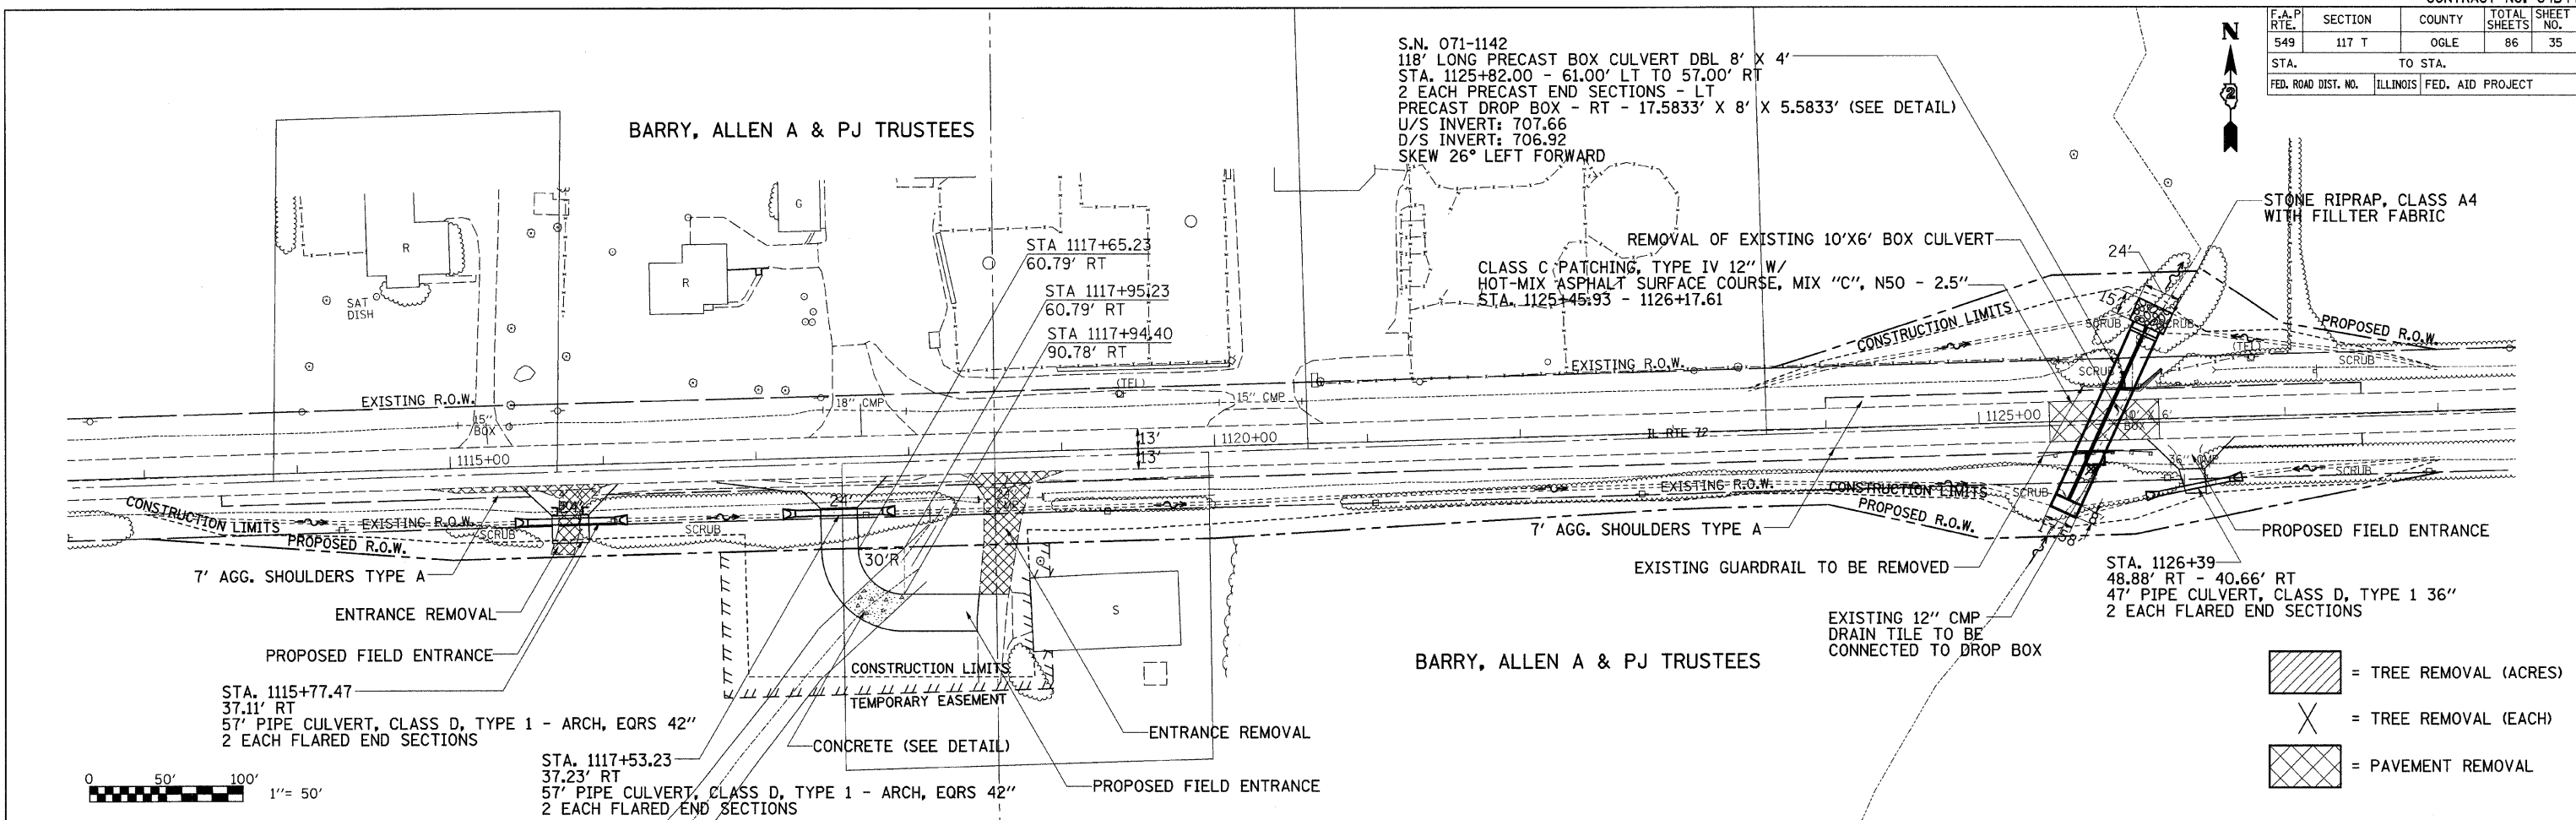 F.A.P RTE. SECTION COUNTY TOTAL SHEETS SHEET NO.
549 117 T OGLE 86 35
STA. TO STA.
FED. ROAD DIST. NO. ILLINOIS FED. AID PROJECT
N
2
S.N. 071-1142
118' LONG PRECAST BOX CULVERT DBL 8' X 4'
STA. 1125+82.00 - 61.00' LT TO 57.00' RT
2 EACH PRECAST END SECTIONS - LT
PRECAST DROP BOX - RT - 17.5833' X 8' X 5.5833' (SEE DETAIL)
U/S INVERT: 707.66
D/S INVERT: 706.92
SKEW 26° LEFT FORWARD
BARRY, ALLEN A & PJ TRUSTEES
STONE RIPRAP, CLASS A4
WITH FILLTER FABRIC
REMOVAL OF EXISTING 10'X6' BOX CULVERT
24'
CLASS C PATCHING, TYPE IV 12" W/
HOT-MIX ASPHALT SURFACE COURSE, MIX "C", N50 - 2.5"
STA. 1125+45.93 - 1126+17.61
G
R
R
SAT
DISH
STA 1117+65.23
60.79' RT
STA 1117+95.23
60.79' RT
STA 1117+94.40
90.78' RT
CONSTRUCTION LIMITS
15'
SCRUB
SCRUB
PROPOSED R.O.W.
(TEL)
SCRUB
SCRUB
EXISTING R.O.W.
(TEL)
EXISTING R.O.W.
15"
BOX
18" CMP
15" CMP
13'
13'
1115+00
1120+00
IL RTE 72
1125+00
10' X 6'
BOX
36" CMP
SCRUB
CONSTRUCTION LIMITS
EXISTING R.O.W.
PROPOSED R.O.W.
SCRUB
SCRUB
24'
24'
24'
30'R
EXISTING R.O.W.
CONSTRUCTION LIMITS
SCRUB
PROPOSED R.O.W.
7' AGG. SHOULDERS TYPE A
7' AGG. SHOULDERS TYPE A
PROPOSED FIELD ENTRANCE
EXISTING GUARDRAIL TO BE REMOVED
ENTRANCE REMOVAL
PROPOSED FIELD ENTRANCE
S
STA. 1126+39
48.88' RT - 40.66' RT
47' PIPE CULVERT, CLASS D, TYPE 1 36"
2 EACH FLARED END SECTIONS
EXISTING 12" CMP
DRAIN TILE TO BE
CONNECTED TO DROP BOX
BARRY, ALLEN A & PJ TRUSTEES
CONSTRUCTION LIMITS
TEMPORARY EASEMENT
STA. 1115+77.47
37.11' RT
57' PIPE CULVERT, CLASS D, TYPE 1 - ARCH, EQRS 42"
2 EACH FLARED END SECTIONS
CONCRETE (SEE DETAIL)
ENTRANCE REMOVAL
PROPOSED FIELD ENTRANCE
STA. 1117+53.23
37.23' RT
57' PIPE CULVERT, CLASS D, TYPE 1 - ARCH, EQRS 42"
2 EACH FLARED END SECTIONS
0 50' 100'
1"= 50'
= TREE REMOVAL (ACRES)
= TREE REMOVAL (EACH)
= PAVEMENT REMOVAL